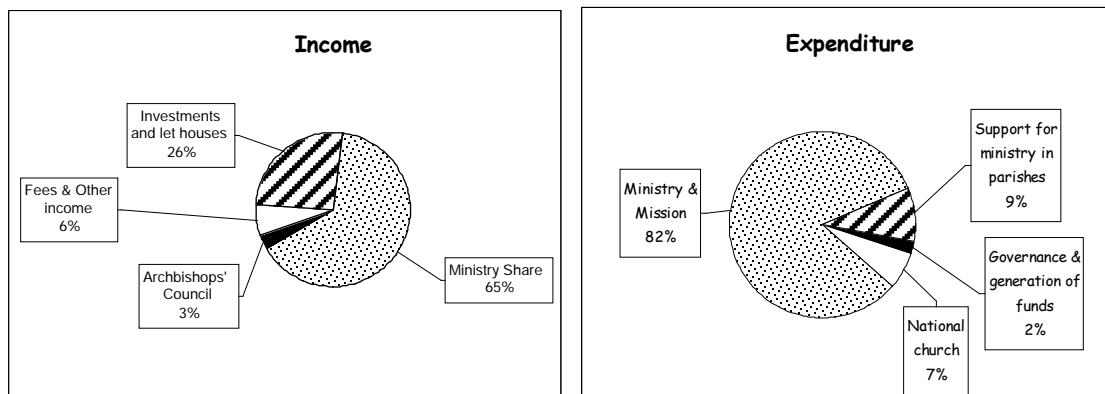 Income
Investments
and let houses
26%
Fees & Other
income
6%
Archbishops'
Council
3%
Ministry Share
65%
Expenditure
Ministry &
Mission
82%
Support for
ministry in
parishes
9%
Governance &
generation of
funds
2%
National
church
7%